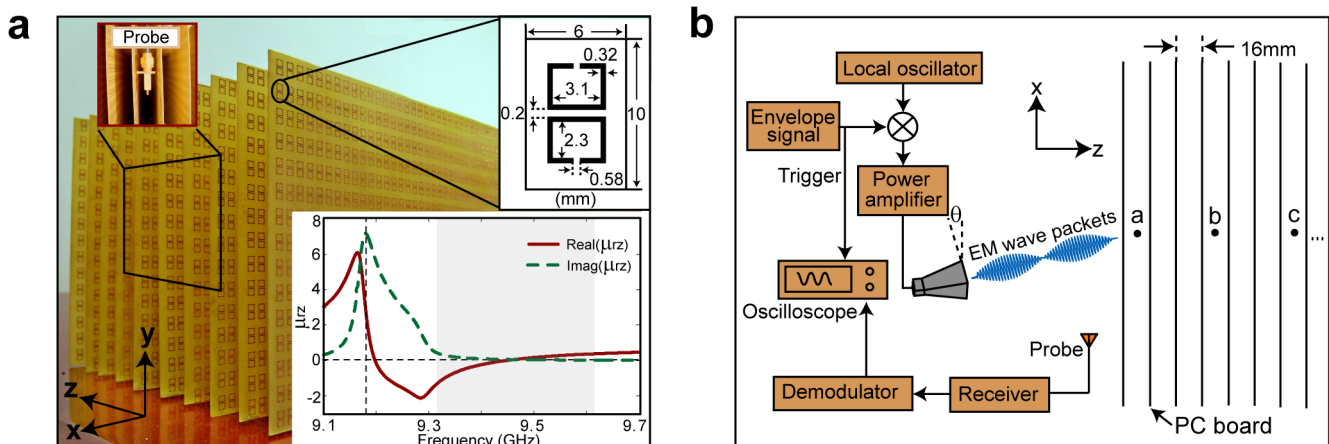 a
Probe
6
0.32
3.1
0.2
10
2.3
0.58
(mm)
8
6
4
2
0
-2
μrz
Real(μrz)
Imag(μrz)
9.1
9.3
9.5
9.7
Frequency (GHz)
y
z
x
b
Local oscillator
Envelope
signal
Trigger
Power
amplifier
θ
EM wave packets
Oscilloscope
Demodulator
Receiver
Probe
x
z
16mm
a
b
c
...
PC board